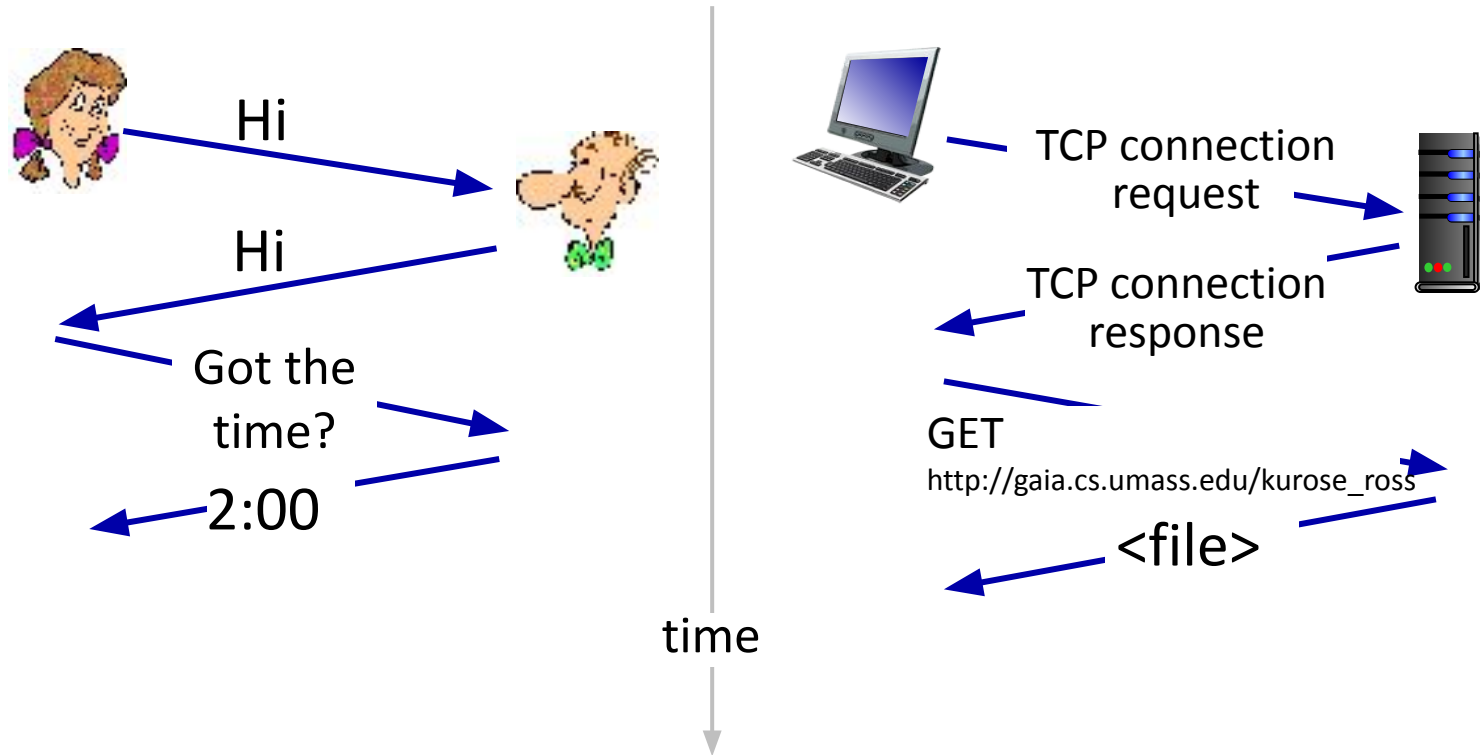 Hi
Hi
Got the
time?
2:00
time
TCP connection
request
TCP connection
response
GET
http://gaia.cs.umass.edu/kurose_ross
<file>